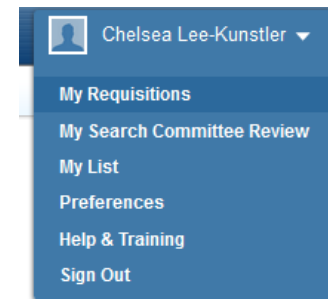 Chelsea Lee-Kunstler
My Requisitions
My Search Committee Review
My List
Preferences
Help & Training
Sign Out